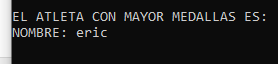 EL ATLETA CON MAYOR MEDALLAS ES:
NOMBRE: eric